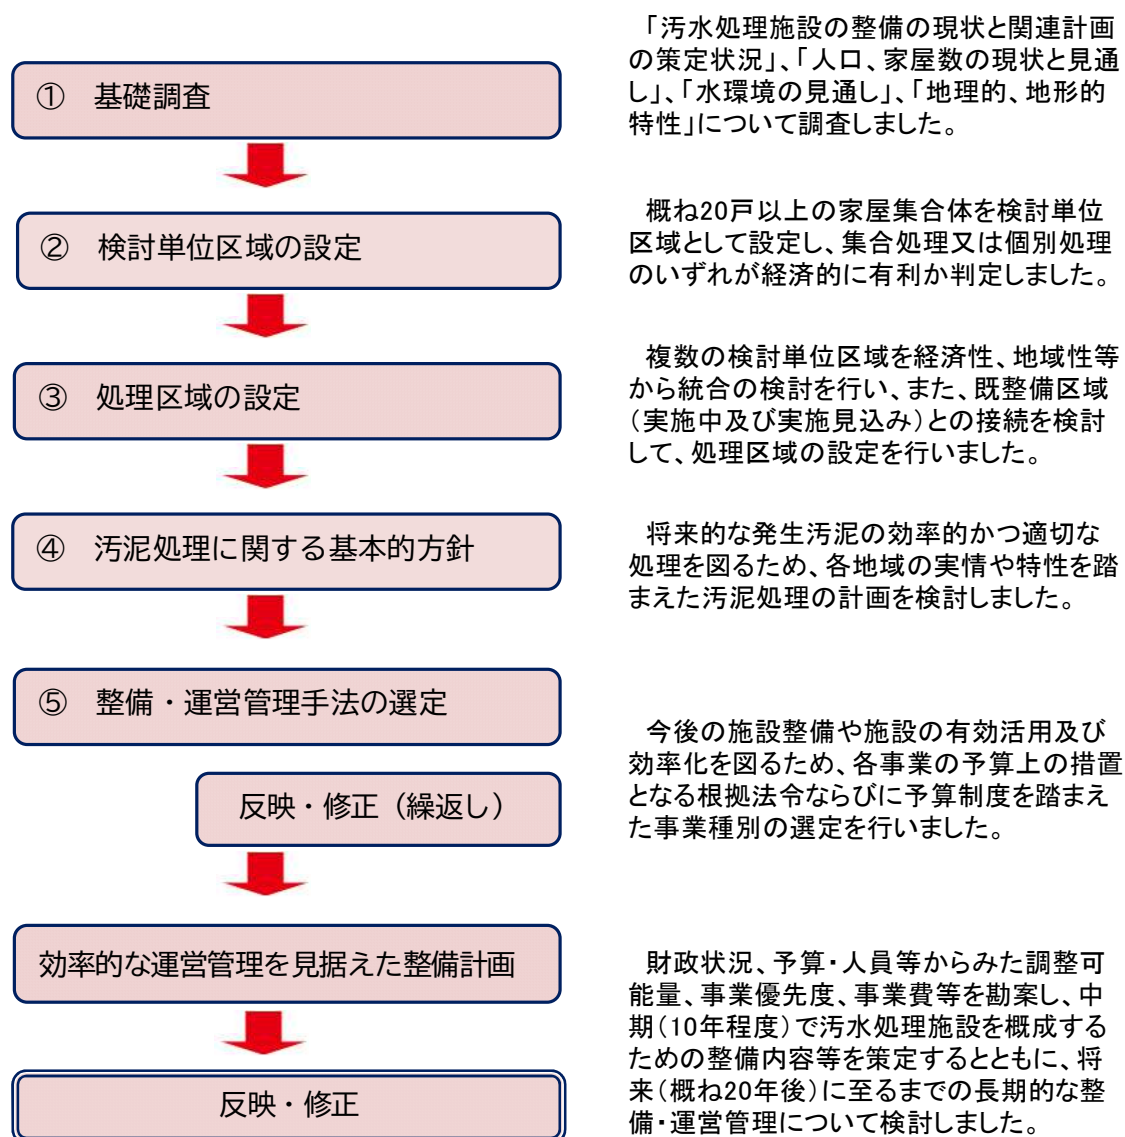 ① 基礎調査
「汚水処理施設の整備の現状と関連計画
の策定状況」、「人口、家屋数の現状と見通
し」、「水環境の見通し」、「地理的、地形的
特性」について調査しました。
② 検討単位区域の設定
概ね20戸以上の家屋集合体を検討単位
区域として設定し、集合処理又は個別処理
のいずれが経済的に有利か判定しました。
③ 処理区域の設定
複数の検討単位区域を経済性、地域性等
から統合の検討を行い、また、既整備区域
(実施中及び実施見込み)との接続を検討
して、処理区域の設定を行いました。
④ 汚泥処理に関する基本的方針
将来的な発生汚泥の効率的かつ適切な
処理を図るため、各地域の実情や特性を踏
まえた汚泥処理の計画を検討しました。
⑤ 整備・運営管理手法の選定
反映・修正(繰返し)
今後の施設整備や施設の有効活用及び
効率化を図るため、各事業の予算上の措置
となる根拠法令ならびに予算制度を踏まえ
た事業種別の選定を行いました。
効率的な運営管理を見据えた整備計画
反映・修正
財政状況、予算・人員等からみた調整可
能量、事業優先度、事業費等を勘案し、中
期(10年程度)で汚水処理施設を概成する
ための整備内容等を策定するとともに、将
来(概ね20年後)に至るまでの長期的な整
備・運営管理について検討しました。